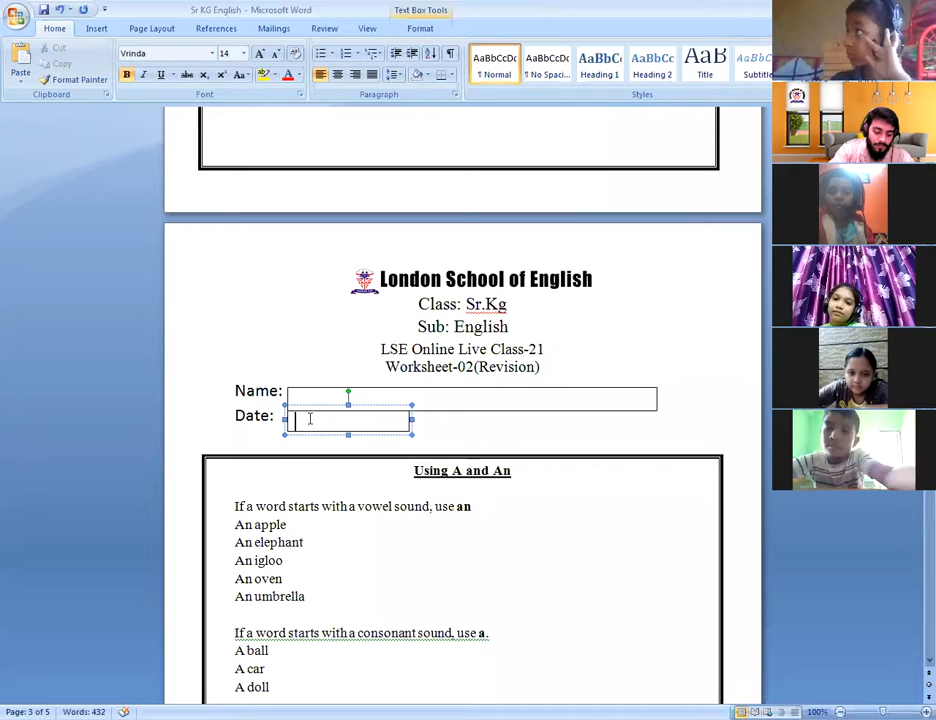 Sr KG English - Microsoft Word
Text Box Tools
Home
Insert
Page Layout
References
Mailings
Review
View
Format
Paste
Cut
Copy
Format Painter
Clipboard
Vrinda
14
Font
Paragraph
AaBbCcDc
¶ Normal
AaBbCcDc
¶ No Spaci...
AaBbCc
Heading 1
AaBbCc
Heading 2
AaB
Title
AaBbCc
Subtitle
Styles
London School of English
Class: Sr.Kg
Sub: English
LSE Online Live Class-21
Worksheet-02(Revision)
Name:
Date:
Using A and An
If a word starts with a vowel sound, use an
An apple
An elephant
An igloo
An oven
An umbrella
If a word starts with a consonant sound, use a.
A ball
A car
A doll
Page: 3 of 5
Words: 432
100%